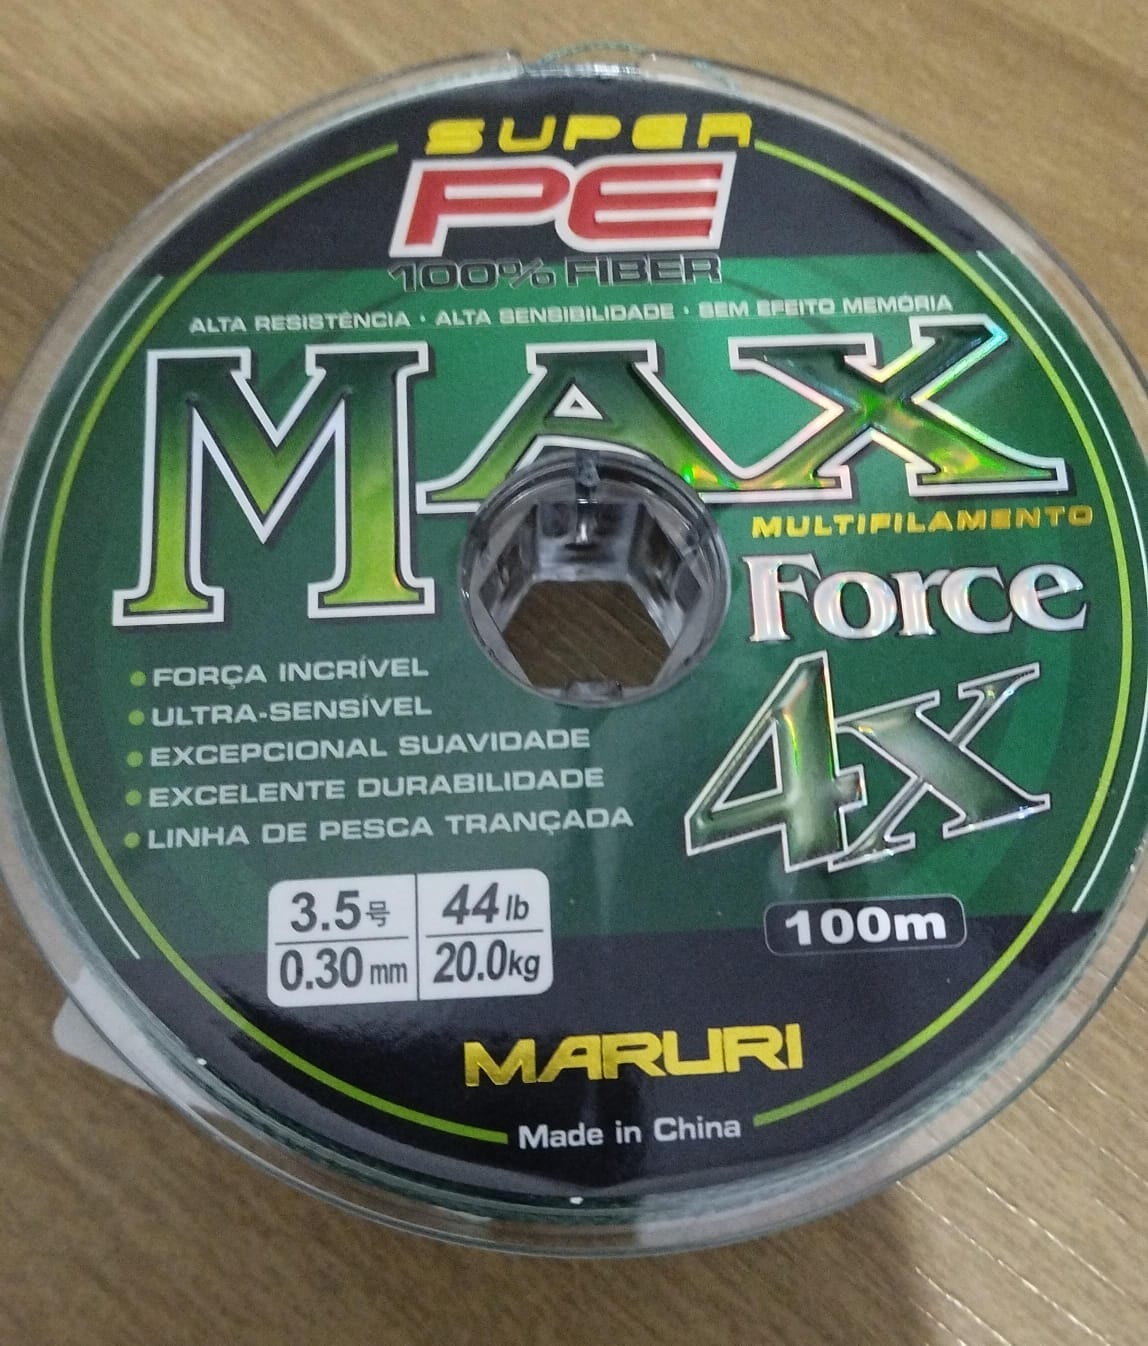 SUPER
PE
100% FIBER
ALTA RESISTÊNCIA · ALTA SENSIBILIDADE · SEM EFEITO MEMÓRIA
MAX
MULTIFILAMENTO
Force
4X
• FORÇA INCRÍVEL
• ULTRA-SENSÍVEL
• EXCEPCIONAL SUAVIDADE
• EXCELENTE DURABILIDADE
• LINHA DE PESCA TRANÇADA
3.5号 44lb
0.30mm 20.0kg
100m
MARURI
Made in China